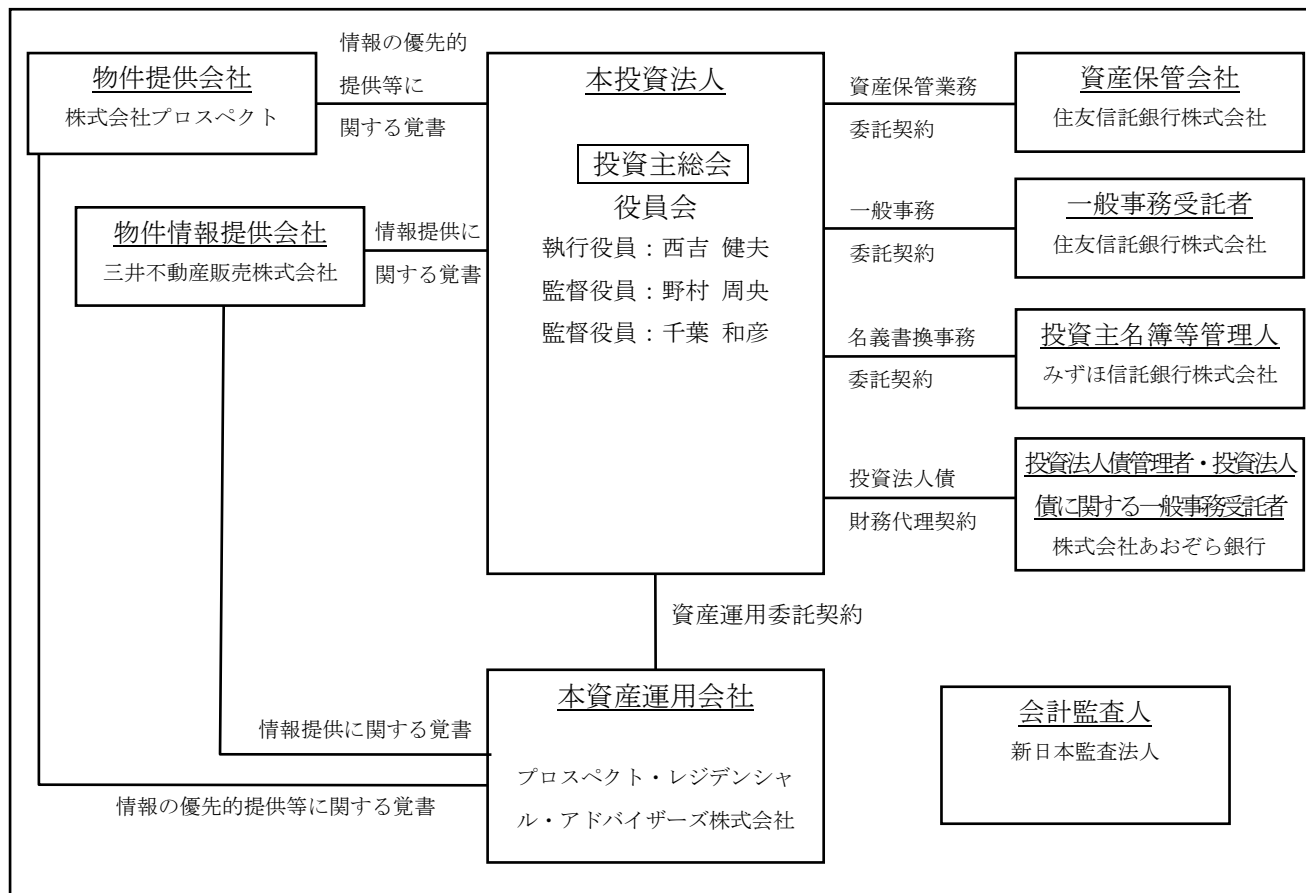 物件提供会社
株式会社プロスペクト
情報の優先的
提供等に
関する覚書
物件情報提供会社
三井不動産販売株式会社
情報提供に
関する覚書
本投資法人
投資主総会
役員会
執行役員：西吉 健夫
監督役員：野村 周央
監督役員：千葉 和彦
資産保管業務
委託契約
資産保管会社
住友信託銀行株式会社
一般事務
委託契約
一般事務受託者
住友信託銀行株式会社
名義書換事務
委託契約
投資主名簿等管理人
みずほ信託銀行株式会社
投資法人債
財務代理契約
投資法人債管理者・投資法人
債に関する一般事務受託者
株式会社あおぞら銀行
資産運用委託契約
本資産運用会社
プロスペクト・レジデンシャ
ル・アドバイザーズ株式会社
情報提供に関する覚書
情報の優先的提供等に関する覚書
会計監査人
新日本監査法人